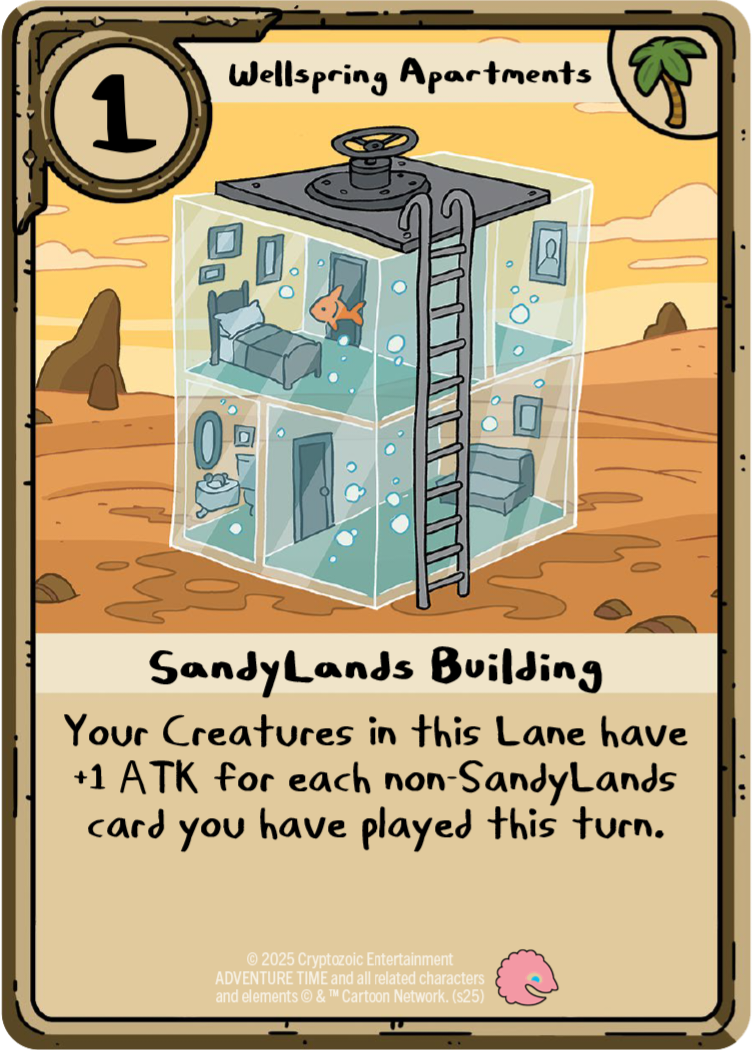 1
Wellspring Apartments
SandyLands Building
Your Creatures in this Lane have
+1 ATK for each non-SandyLands
card you have played this turn.
© 2025 Cryptozoic Entertainment
ADVENTURE TIME and all related characters
and elements © & ™ Cartoon Network. (s25)